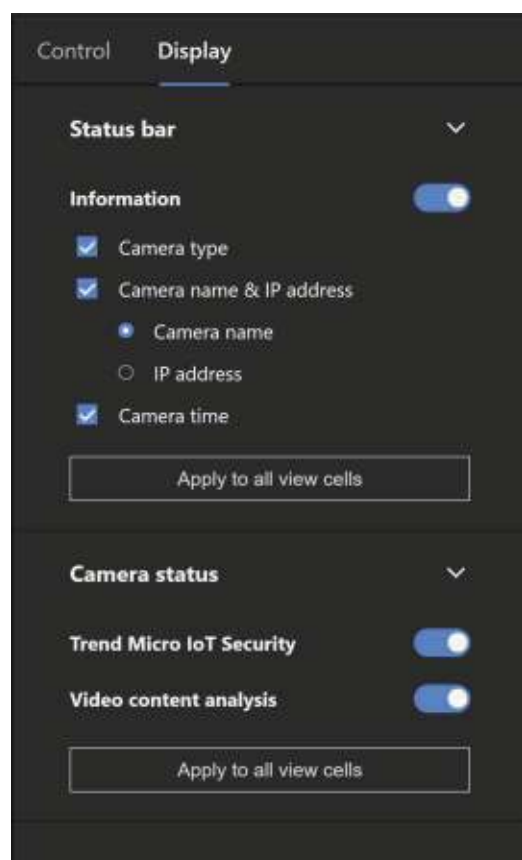 Control Display
Status bar
Information
Camera type
Camera name & IP address
Camera name
IP address
Camera time
Apply to all view cells
Camera status
Trend Micro IoT Security
Video content analysis
Apply to all view cells